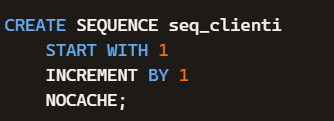 CREATE SEQUENCE seq_clienti
    START WITH 1
    INCREMENT BY 1
    NOCACHE;